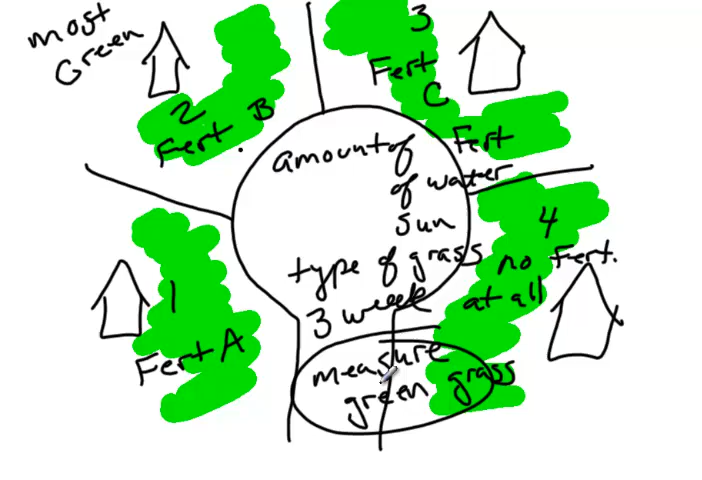 most
Green
2
Fert B
3
Fert
C
Fert
amount of
of water
sun
type of grass
3 week
4
no Fert.
at all
1
Fert A
measure
green grass